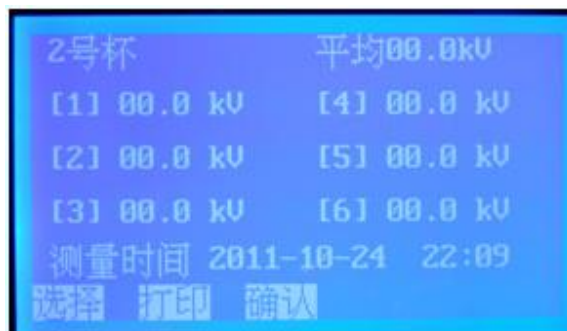 2号杯 平均00.0kV
[1] 00.0 kV [4] 00.0 kV
[2] 00.0 kV [5] 00.0 kV
[3] 00.0 kV [6] 00.0 kV
测量时间 2011-10-24 22:09
选择 打印 确认